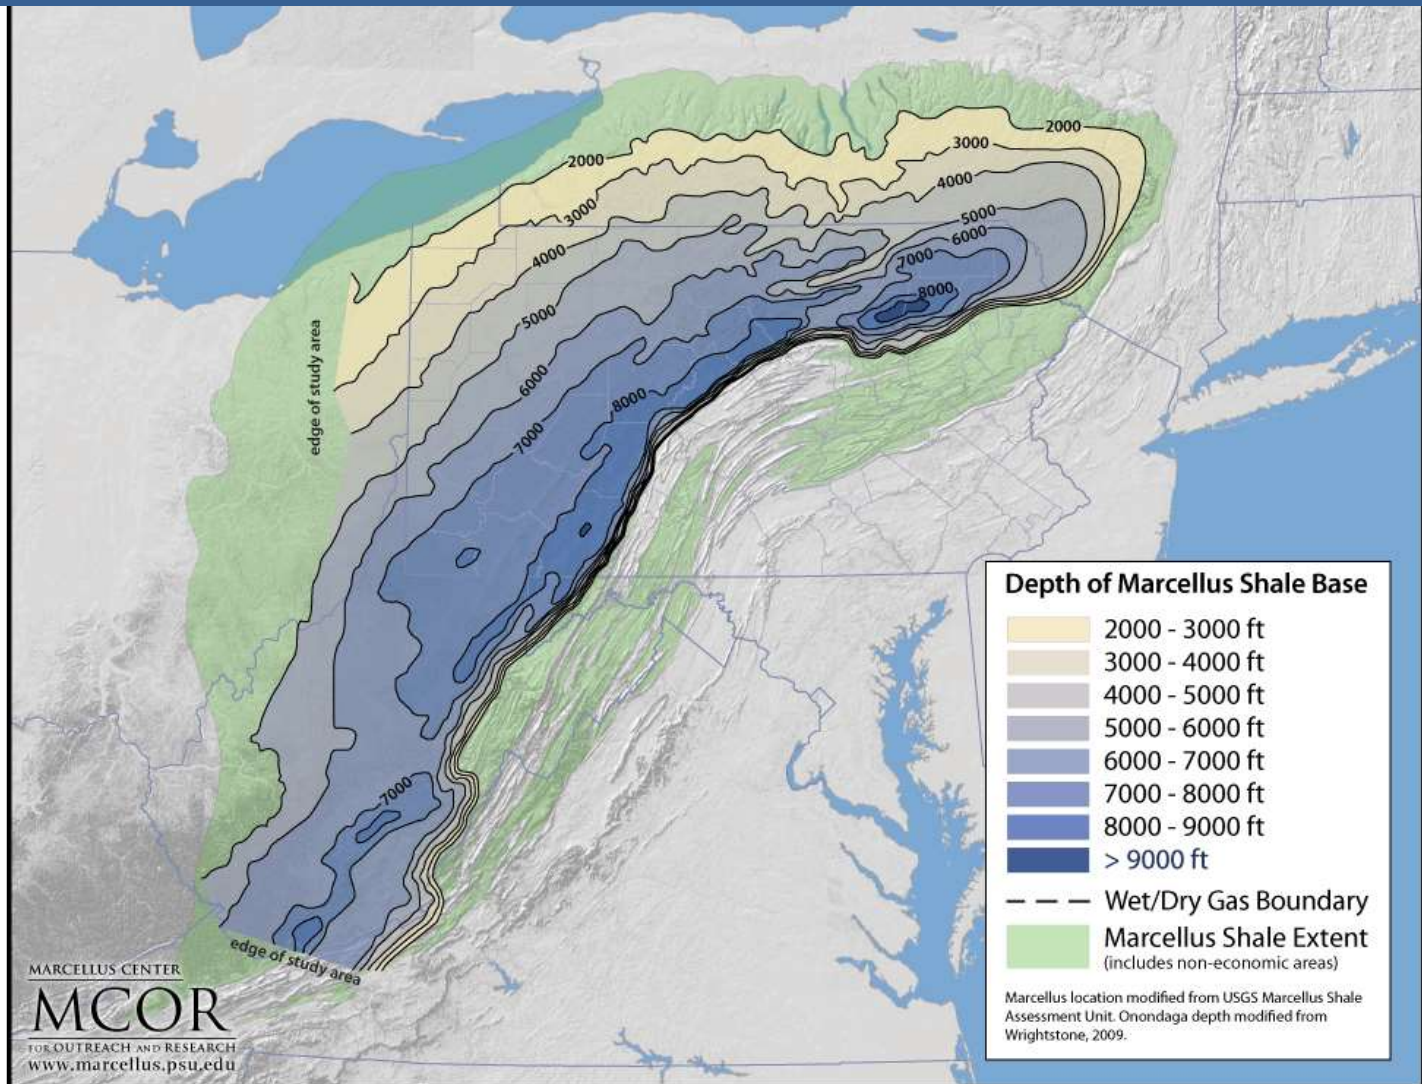 2000
3000
2000
3000
4000
4000
5000
6000
7000
8000
5000
6000
8000
7000
7000
edge of study area
edge of study area
Depth of Marcellus Shale Base
2000 - 3000 ft
3000 - 4000 ft
4000 - 5000 ft
5000 - 6000 ft
6000 - 7000 ft
7000 - 8000 ft
8000 - 9000 ft
> 9000 ft
Wet/Dry Gas Boundary
Marcellus Shale Extent
(includes non-economic areas)
Marcellus location modified from USGS Marcellus Shale
Assessment Unit. Onondaga depth modified from
Wrightstone, 2009.
MARCELLUS CENTER
MCOR
FOR OUTREACH AND RESEARCH
www.marcellus.psu.edu